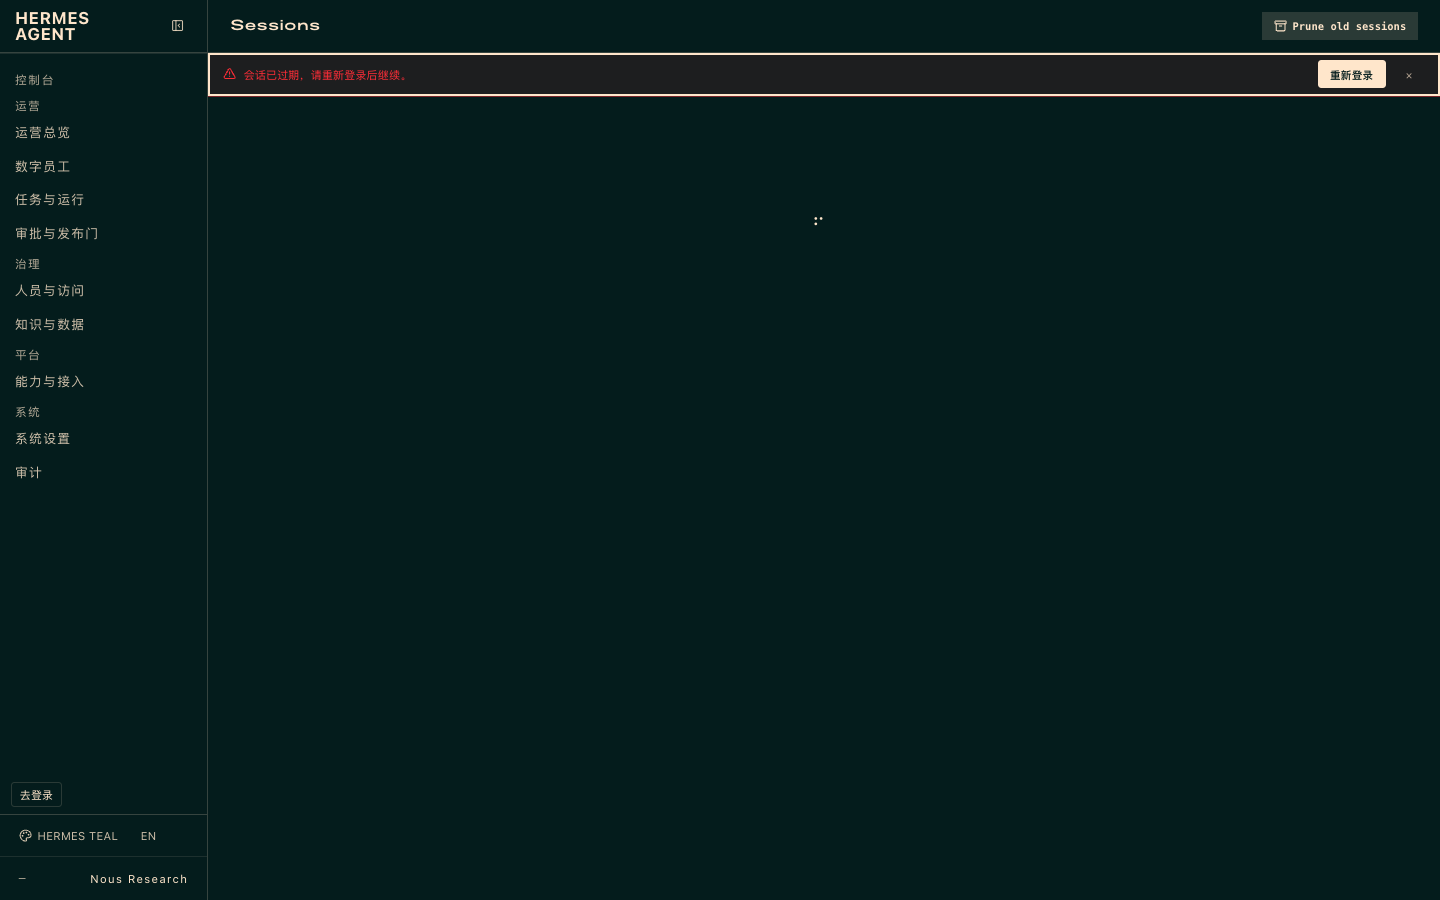 HERMES
AGENT
Sessions
Prune old sessions
会话已过期，请重新登录后继续。
重新登录
×
控制台
运营
运营总览
数字员工
任务与运行
审批与发布门
治理
人员与访问
知识与数据
平台
能力与接入
系统
系统设置
审计
去登录
HERMES TEAL
EN
—
Nous Research